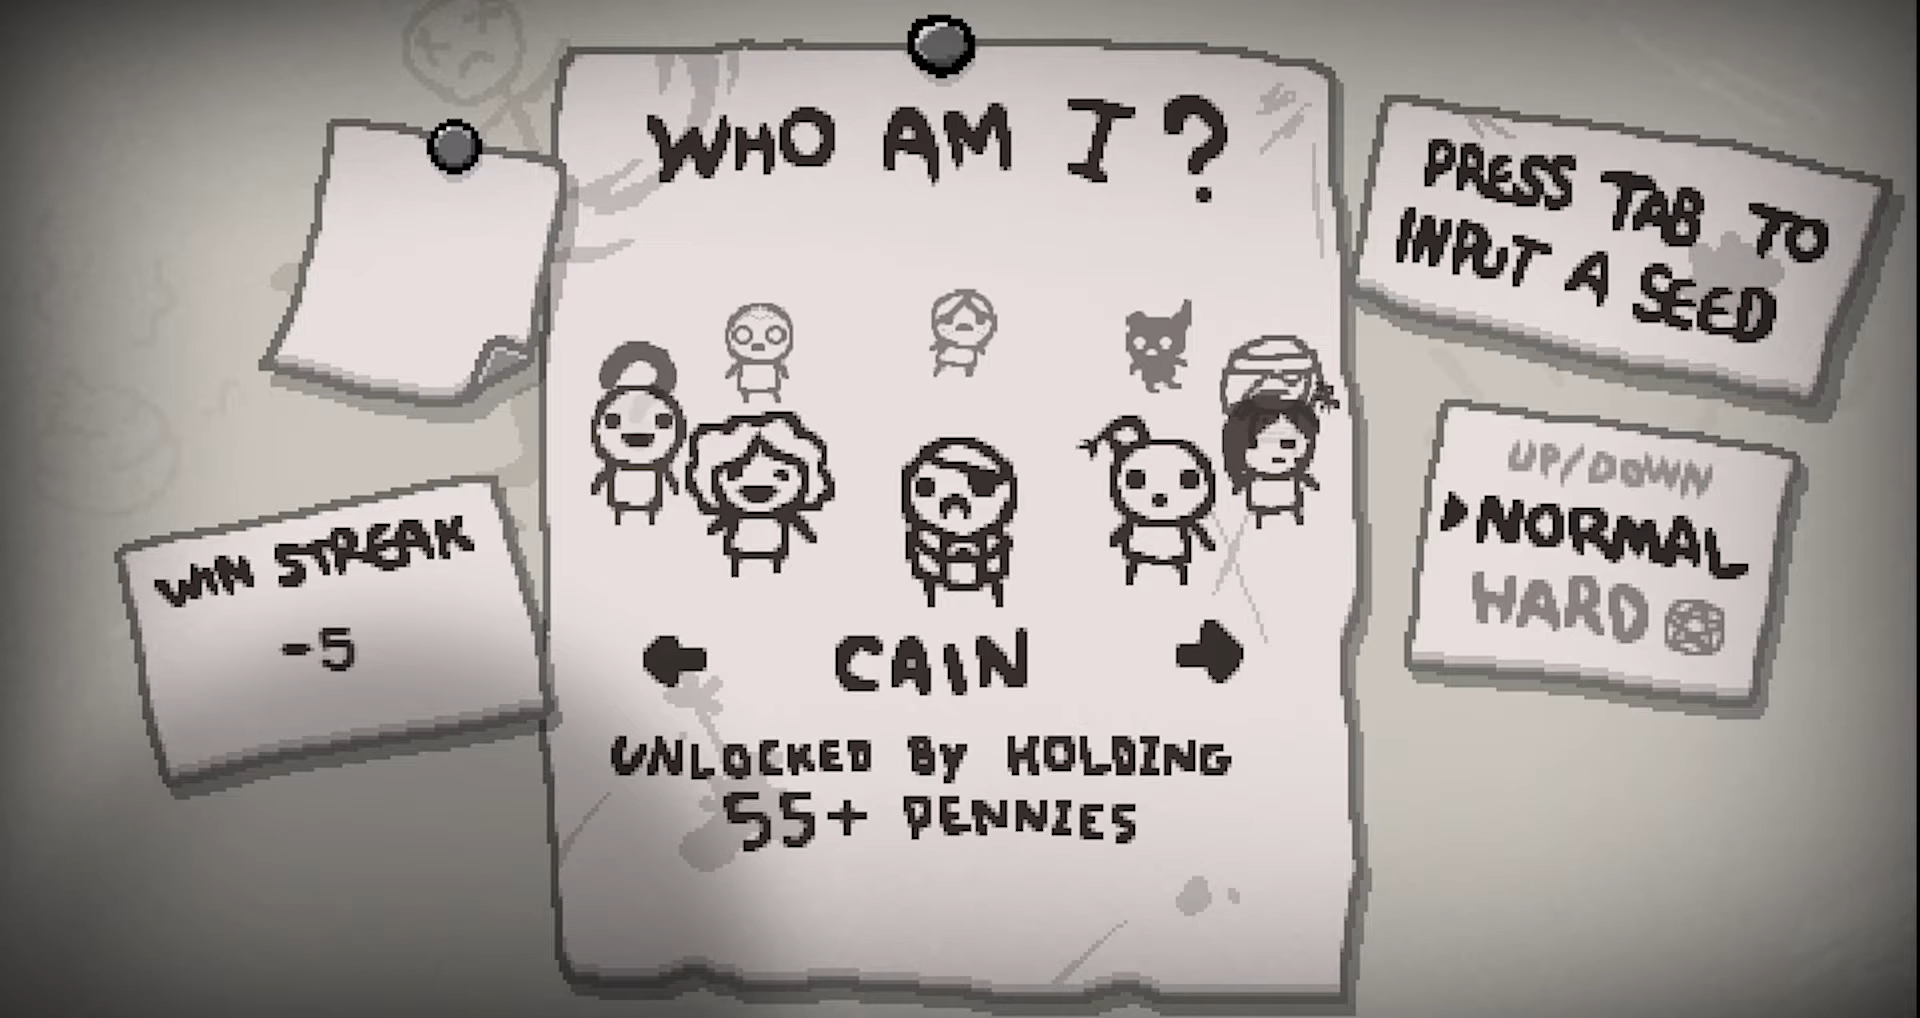 WHO AM I?
PRESS TAB TO
INPUT A SEED
UP/DOWN
NORMAL
HARD
WIN STREAK
-5
CAIN
UNLOCKED BY HOLDING
55+ PENNIES